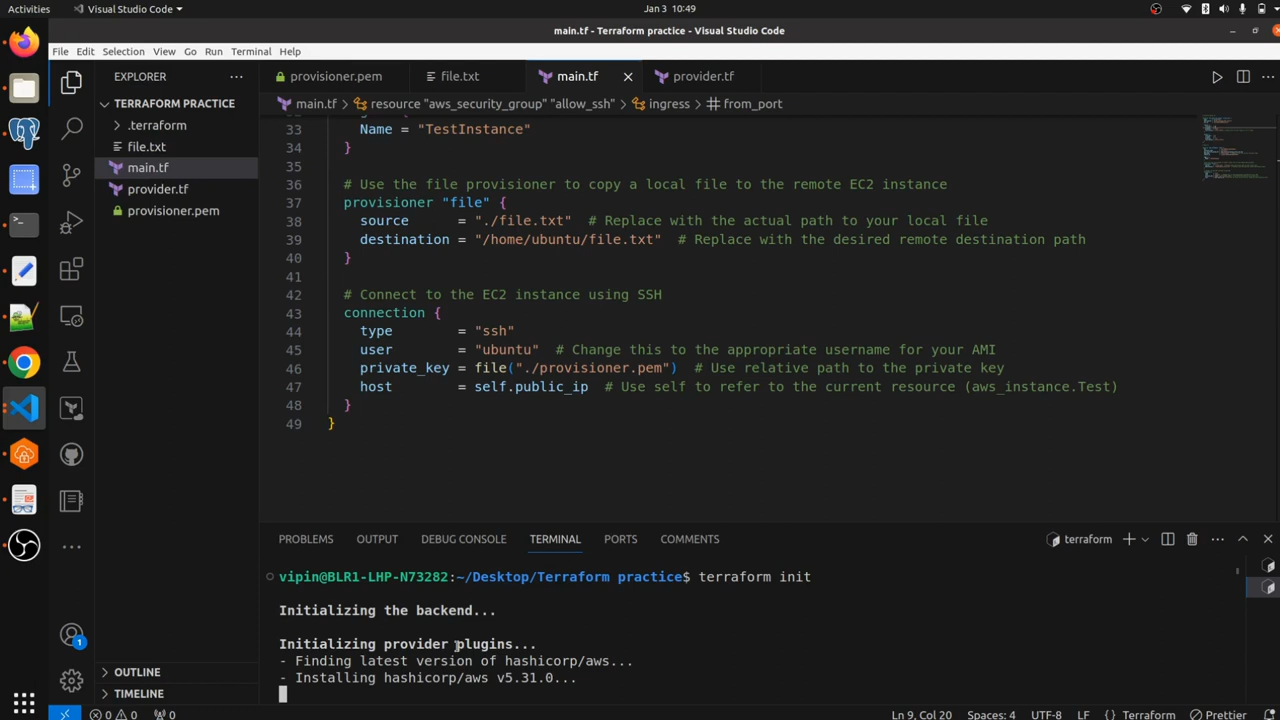 Activities
Visual Studio Code
Jan 3 10:49
main.tf - Terraform practice - Visual Studio Code
File Edit Selection View Go Run Terminal Help
EXPLORER
TERRAFORM PRACTICE
.terraform
file.txt
main.tf
provider.tf
provisioner.pem
OUTLINE
TIMELINE
provisioner.pem
file.txt
main.tf
provider.tf
main.tf > resource "aws_security_group" "allow_ssh" > ingress > from_port
33 Name = "TestInstance"
34 }
35
36 # Use the file provisioner to copy a local file to the remote EC2 instance
37 provisioner "file" {
38 source = "./file.txt" # Replace with the actual path to your local file
39 destination = "/home/ubuntu/file.txt" # Replace with the desired remote destination path
40 }
41
42 # Connect to the EC2 instance using SSH
43 connection {
44 type = "ssh"
45 user = "ubuntu" # Change this to the appropriate username for your AMI
46 private_key = file("./provisioner.pem") # Use relative path to the private key
47 host = self.public_ip # Use self to refer to the current resource (aws_instance.Test)
48 }
49 }
PROBLEMS OUTPUT DEBUG CONSOLE TERMINAL PORTS COMMENTS
terraform
vipin@BLR1-LHP-N73282:~/Desktop/Terraform practice$ terraform init
Initializing the backend...
Initializing provider plugins...
- Finding latest version of hashicorp/aws...
- Installing hashicorp/aws v5.31.0...
1
0 0 0
Ln 9, Col 20 Spaces: 4 UTF-8 LF {} Terraform Prettier